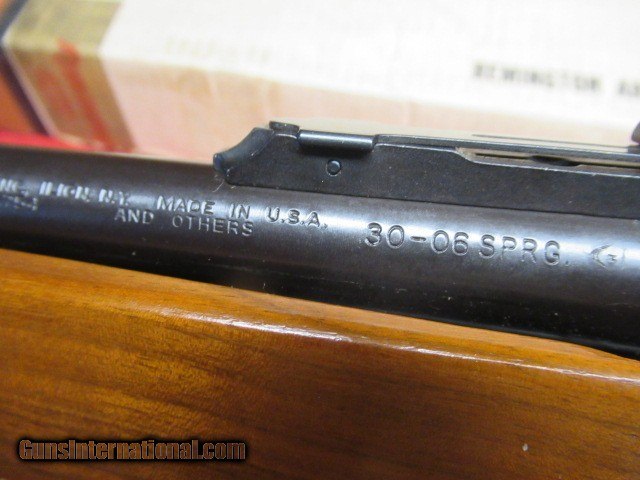 REMINGTON
N.Y. MADE IN U.S.A.
AND OTHERS
30-06 SPRG.
GunsInternational.com